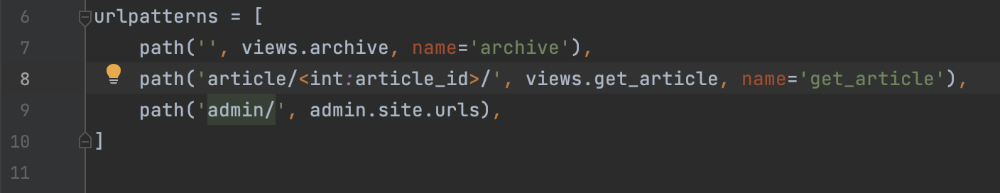 6 urlpatterns = [
7     path('', views.archive, name='archive'),
8     path('article/<int:article_id>/', views.get_article, name='get_article'),
9     path('admin/', admin.site.urls),
10 ]
11